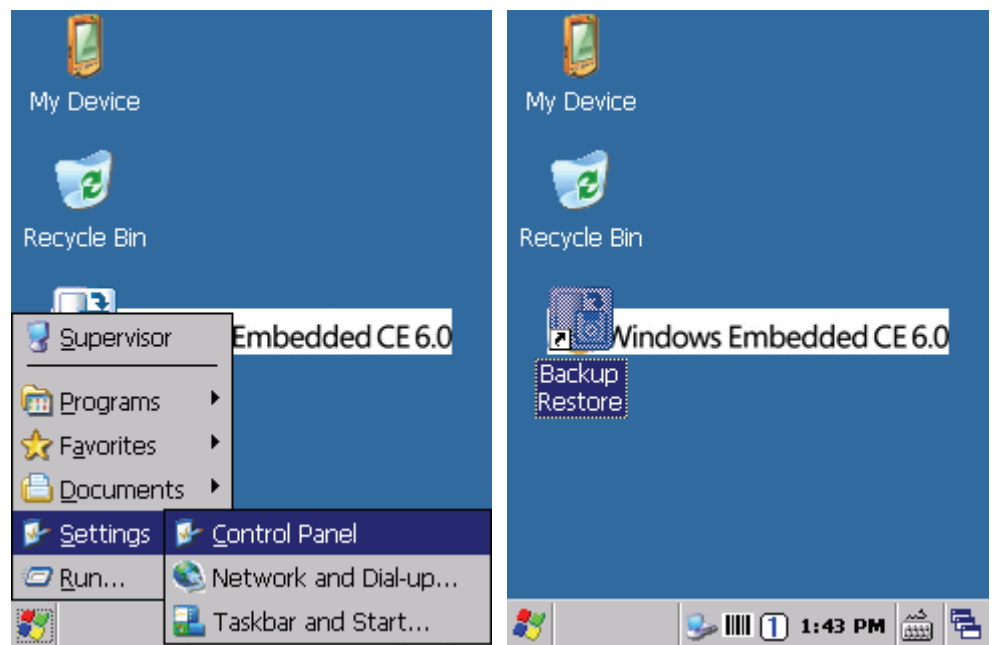 My Device
Recycle Bin
Embedded CE 6.0
Supervisor
Programs
Favorites
Documents
Settings
Control Panel
Run...
Network and Dial-up...
Taskbar and Start...
My Device
Recycle Bin
Windows Embedded CE 6.0
Backup
Restore
1 1:43 PM